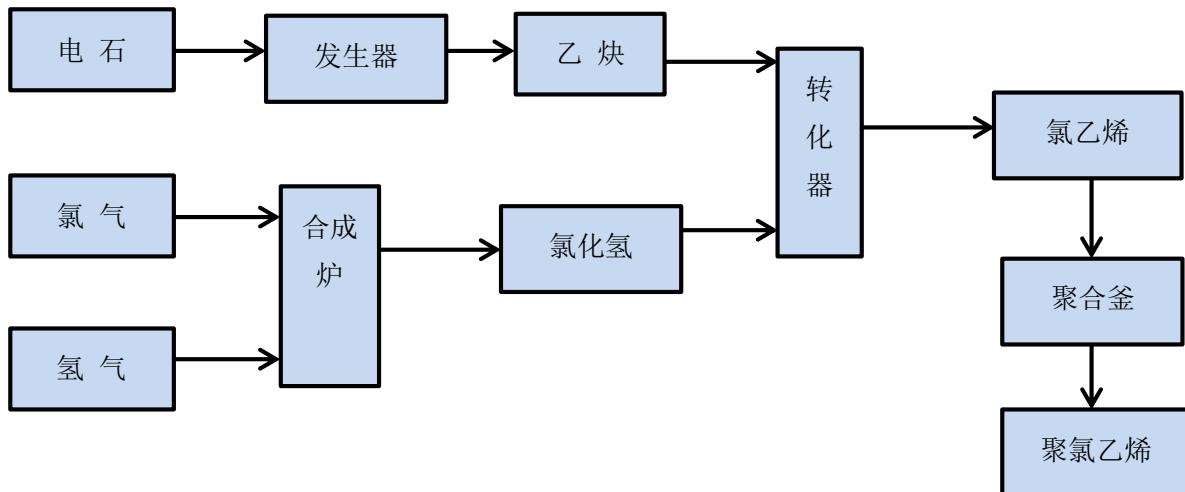 电 石
发生器
乙 炔
转
化
器
氯乙烯
氯 气
合成
炉
氯化氢
聚合釜
氢 气
聚氯乙烯